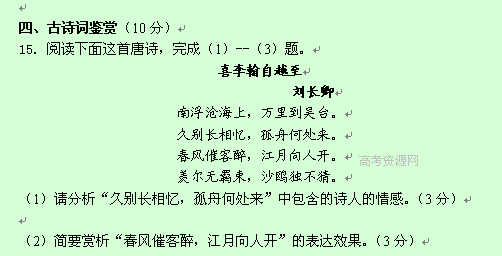 四、古诗词鉴赏(10分)
15. 阅读下面这首唐诗，完成（1）--（3）题。
喜李翰自越至
刘长卿
南浮沧海上，万里到吴台。
久别长相忆，孤舟何处来。
春风催客醉，江月向人开。
羡尔无羁束，沙鸥独不猜。
高考资源网
（1）请分析“久别长相忆，孤舟何处来”中包含的诗人的情感。（3分）
（2）简要赏析“春风催客醉，江月向人开”的表达效果。（3分）